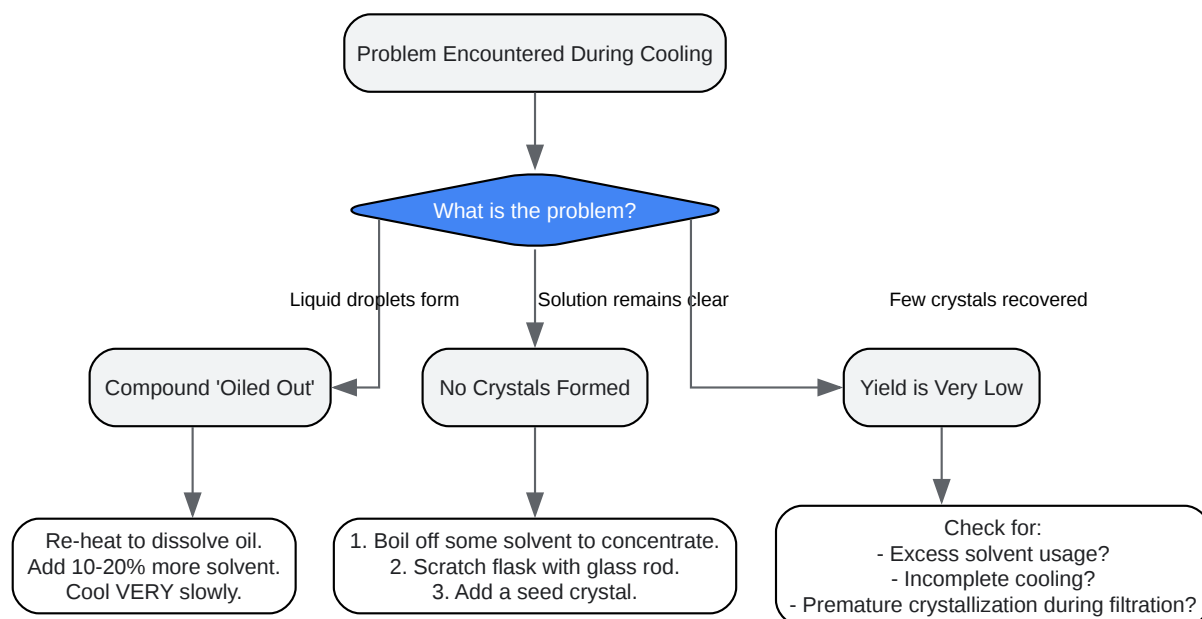 Problem Encountered During Cooling
What is the problem?
Liquid droplets form
Solution remains clear
Few crystals recovered
Compound 'Oiled Out'
No Crystals Formed
Yield is Very Low
Re-heat to dissolve oil.
Add 10-20% more solvent.
Cool VERY slowly.
1. Boil off some solvent to concentrate.
2. Scratch flask with glass rod.
3. Add a seed crystal.
Check for:
- Excess solvent usage?
- Incomplete cooling?
- Premature crystallization during filtration?